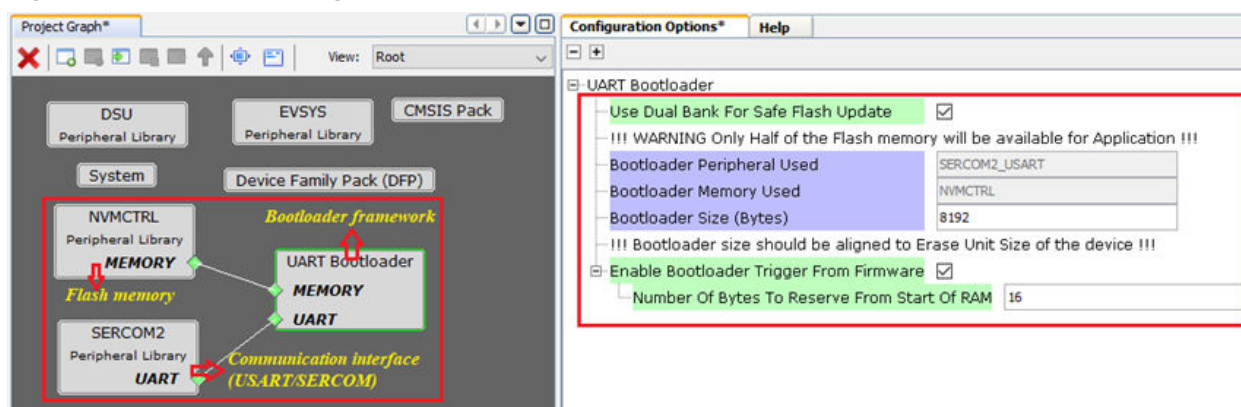 Project Graph*
View: Root
DSU
Peripheral Library
EVSYS
Peripheral Library
CMSIS Pack
System
Device Family Pack (DFP)
NVMCTRL
Peripheral Library
MEMORY
Flash memory
Bootloader framework
UART Bootloader
MEMORY
UART
SERCOM2
Peripheral Library
UART
Communication interface
(USART/SERCOM)
Configuration Options*
Help
UART Bootloader
Use Dual Bank For Safe Flash Update
!!! WARNING Only Half of the Flash memory will be available for Application !!!
Bootloader Peripheral Used SERCOM2_USART
Bootloader Memory Used NVMCTRL
Bootloader Size (Bytes) 8192
!!! Bootloader size should be aligned to Erase Unit Size of the device !!!
Enable Bootloader Trigger From Firmware
Number Of Bytes To Reserve From Start Of RAM 16